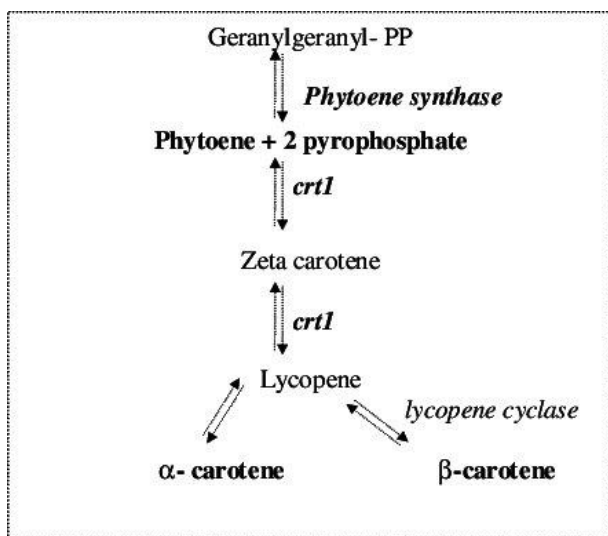 Geranylgeranyl- PP
Phytoene synthase
Phytoene + 2 pyrophosphate
crt1
Zeta carotene
crt1
Lycopene
lycopene cyclase
α- carotene
β-carotene